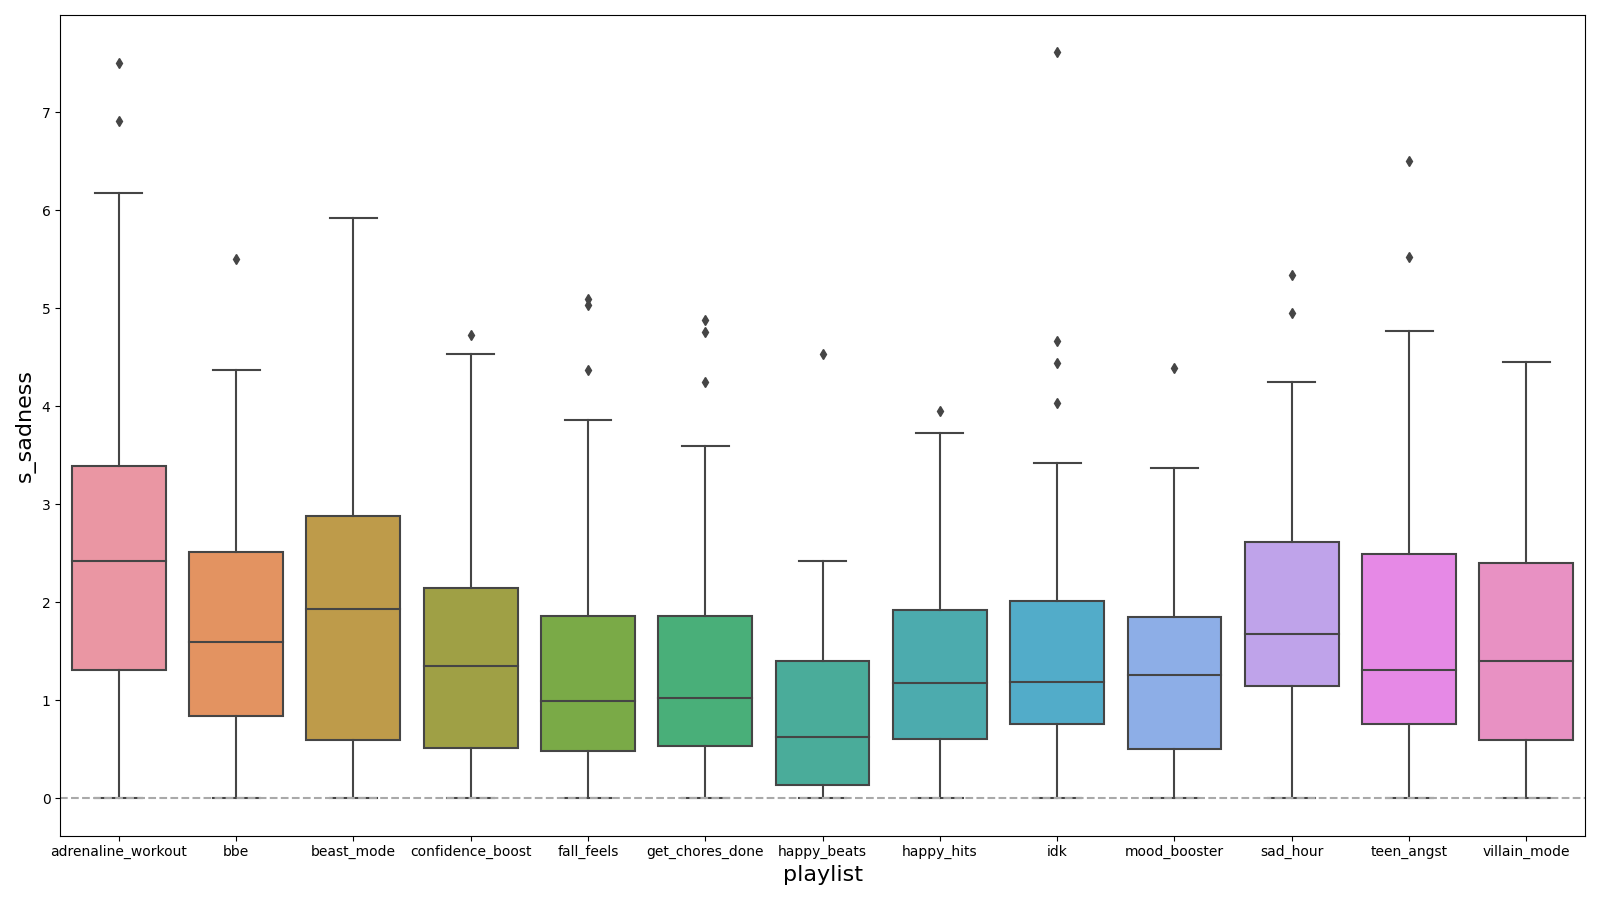 s_sadness
7
6
5
4
3
2
1
0
adrenaline_workout bbe beast_mode confidence_boost fall_feels get_chores_done happy_beats happy_hits idk mood_booster sad_hour teen_angst villain_mode
playlist